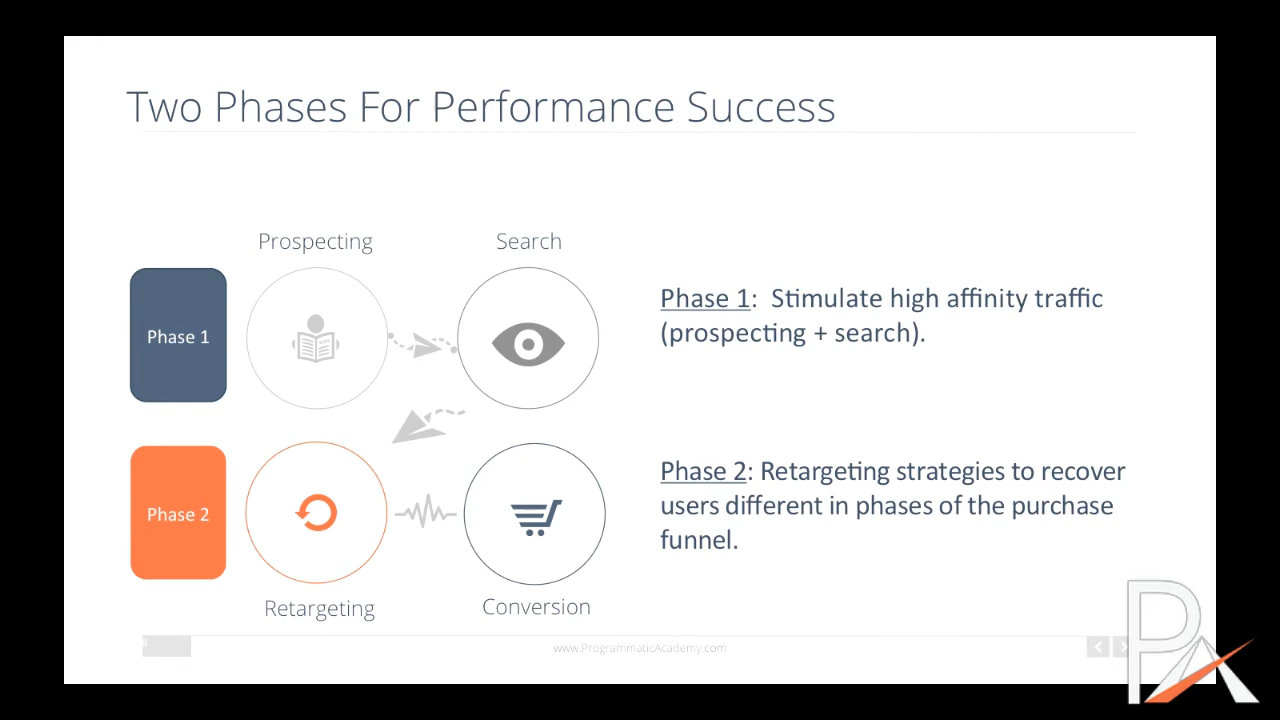 Two Phases For Performance Success
Prospecting
Search
Phase 1
Phase 1:  Stimulate high affinity traffic
(prospecting + search).
Phase 2
Phase 2: Retargeting strategies to recover
users different in phases of the purchase
funnel.
Retargeting
Conversion
www.ProgrammaticAcademy.com
PA